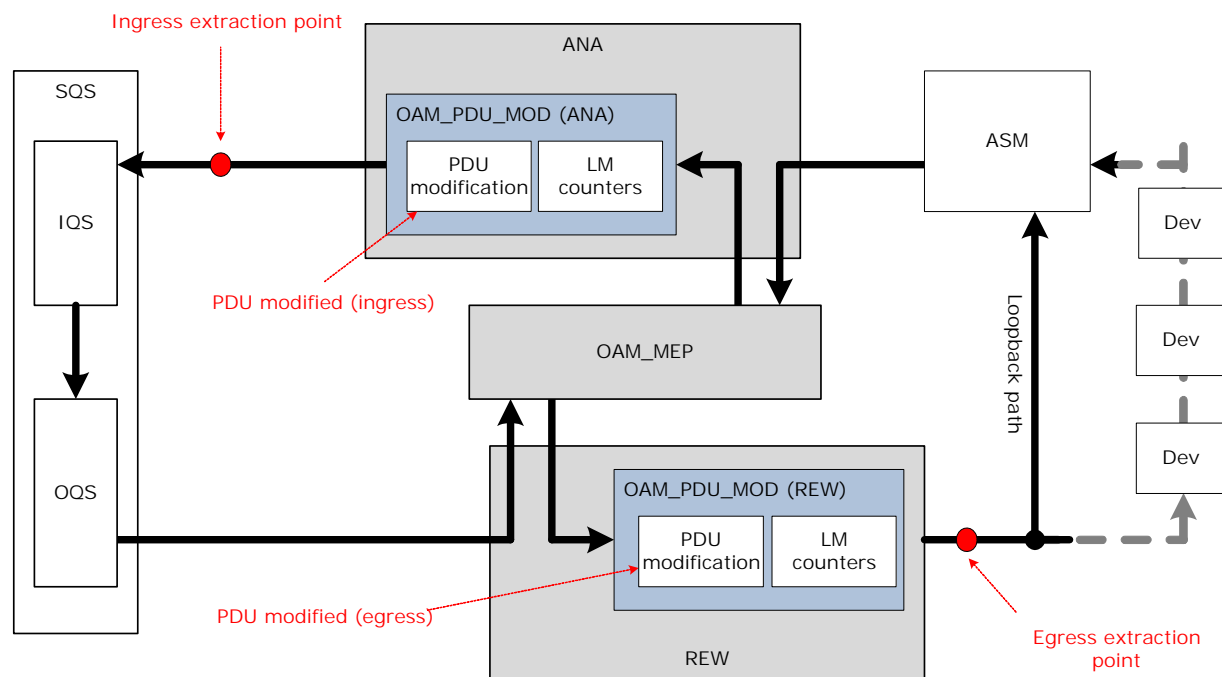 Ingress extraction point
ANA
SQS
OAM_PDU_MOD (ANA)
PDU
modification
LM
counters
ASM
IQS
Dev
PDU modified (ingress)
Loopback path
Dev
OAM_MEP
Dev
OQS
OAM_PDU_MOD (REW)
PDU
modification
LM
counters
PDU modified (egress)
Egress extraction
point
REW